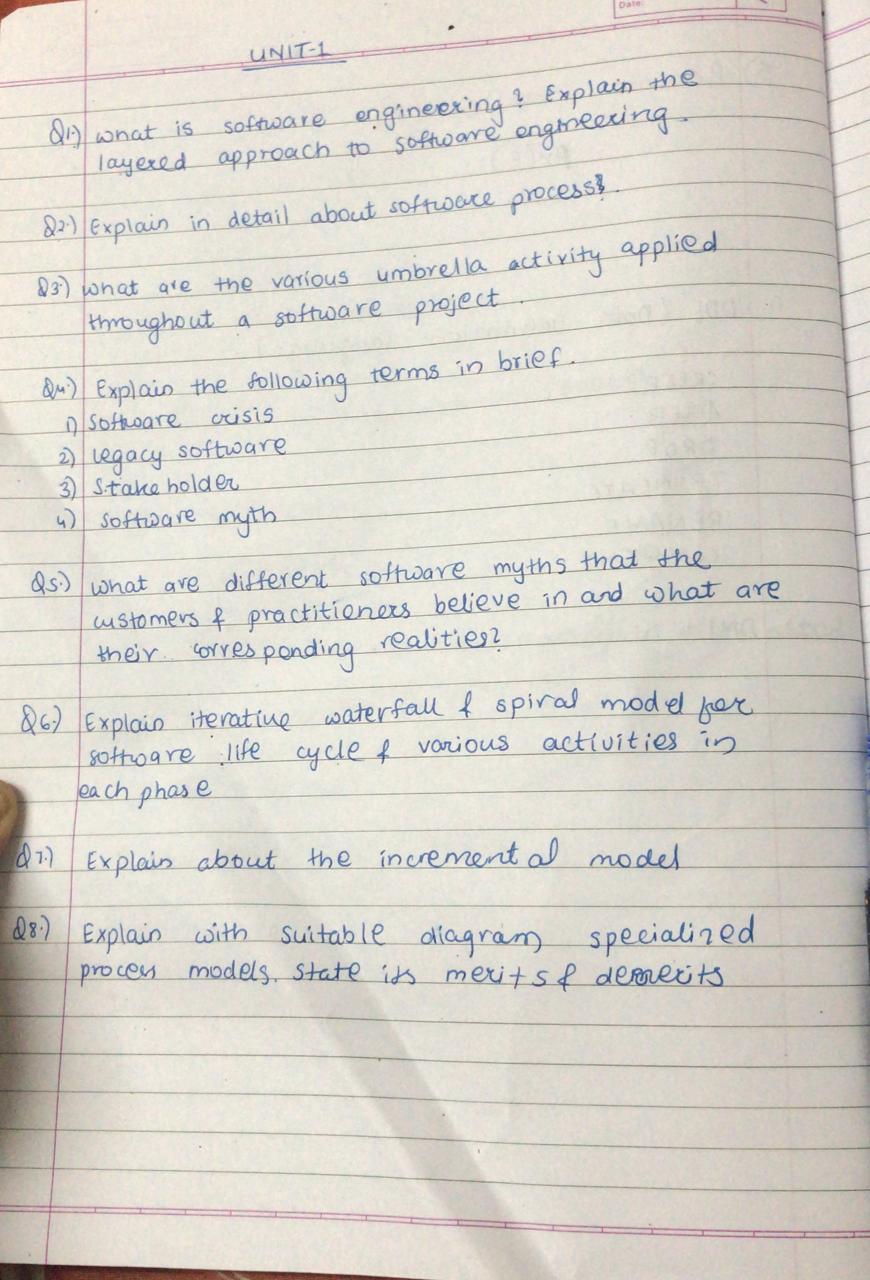 Date
UNIT-1
Q1.) What is software engineering? Explain the
layered approach to software engineering.
Q2.) Explain in detail about software process.
Q3.) What are the various umbrella activity applied
throughout a software project.
Q4.) Explain the following terms in brief.
1) Software crisis
2) Legacy software
3) Stakeholder
4) Software myth
Q5.) What are different software myths that the
customers & practitioners believe in and what are
their corresponding realities?
Q6.) Explain iterative waterfall & spiral model for
software life cycle & various activities in
each phase
Q7.) Explain about the incremental model
Q8.) Explain with suitable diagram specialized
process models. State its merits & demerits